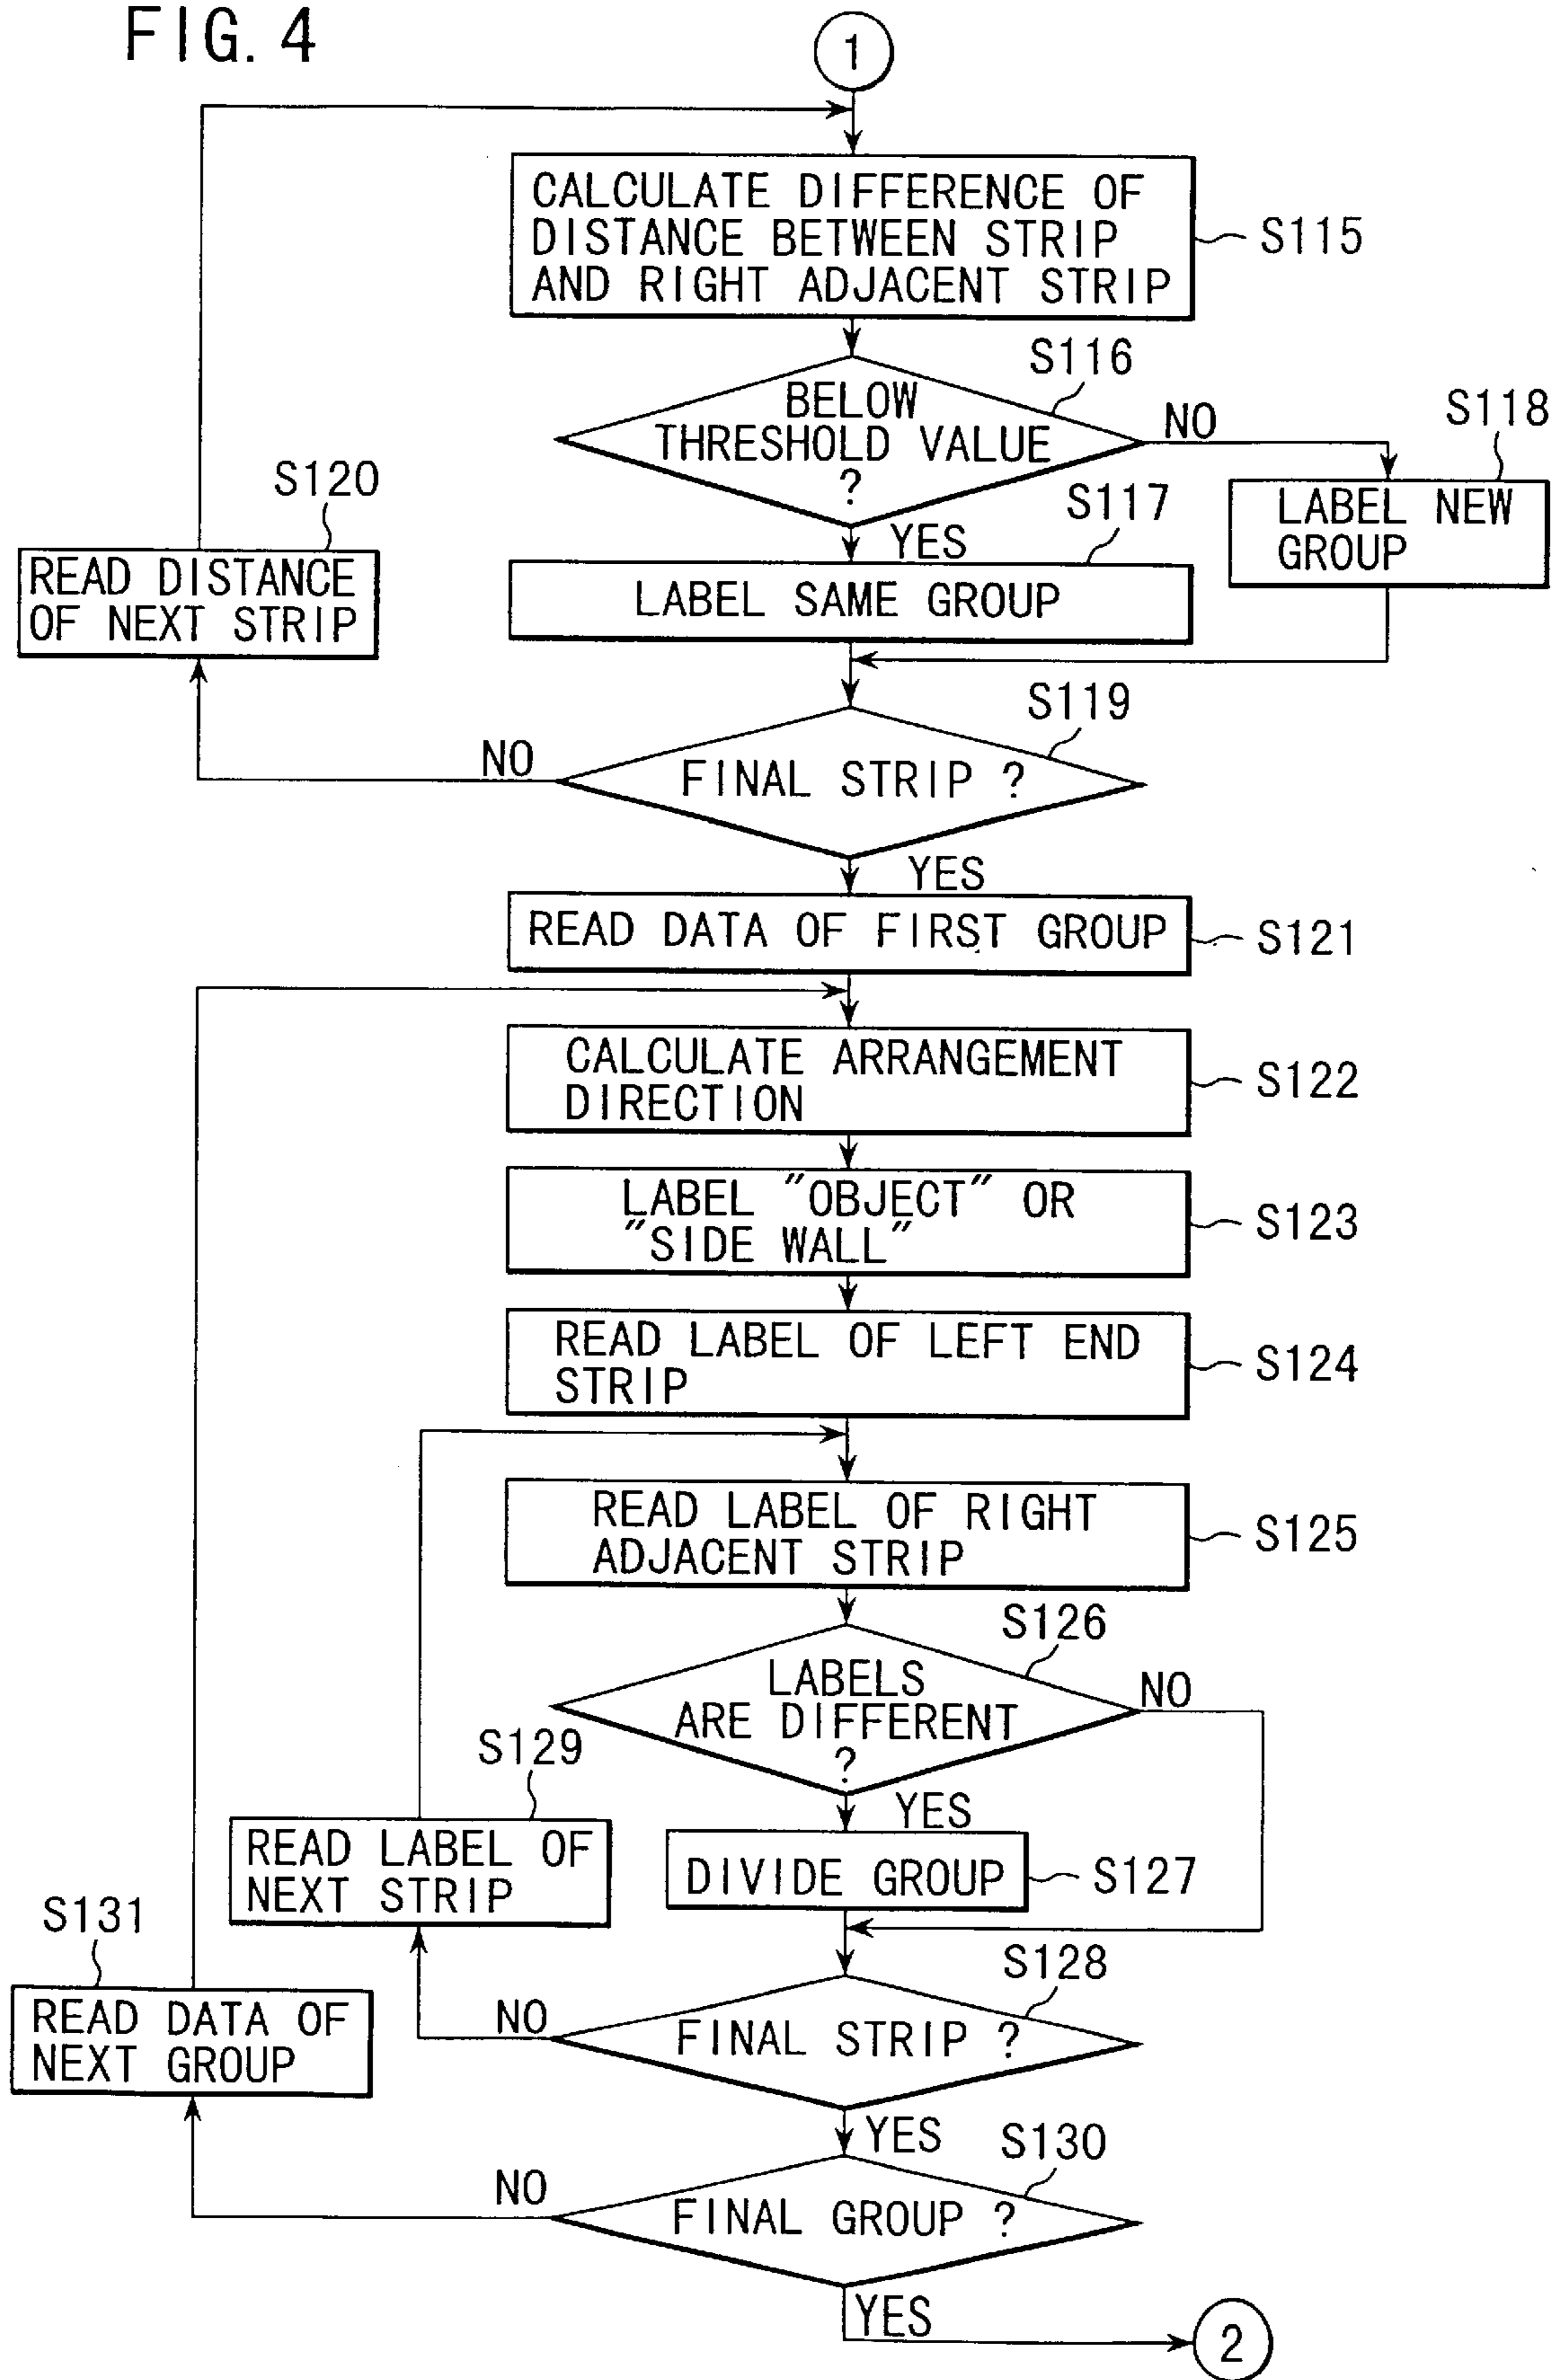 FIG. 4
1
CALCULATE DIFFERENCE OF
DISTANCE BETWEEN STRIP
AND RIGHT ADJACENT STRIP
S115
S116
BELOW
THRESHOLD VALUE
?
NO
S118
LABEL NEW
GROUP
YES
S117
LABEL SAME GROUP
S120
READ DISTANCE
OF NEXT STRIP
S119
NO
FINAL STRIP ?
YES
READ DATA OF FIRST GROUP
S121
CALCULATE ARRANGEMENT
DIRECTION
S122
LABEL "OBJECT" OR
"SIDE WALL"
S123
READ LABEL OF LEFT END
STRIP
S124
READ LABEL OF RIGHT
ADJACENT STRIP
S125
S126
LABELS
ARE DIFFERENT
?
NO
YES
S129
READ LABEL OF
NEXT STRIP
DIVIDE GROUP
S127
S131
READ DATA OF
NEXT GROUP
S128
NO
FINAL STRIP ?
YES
S130
NO
FINAL GROUP ?
YES
2